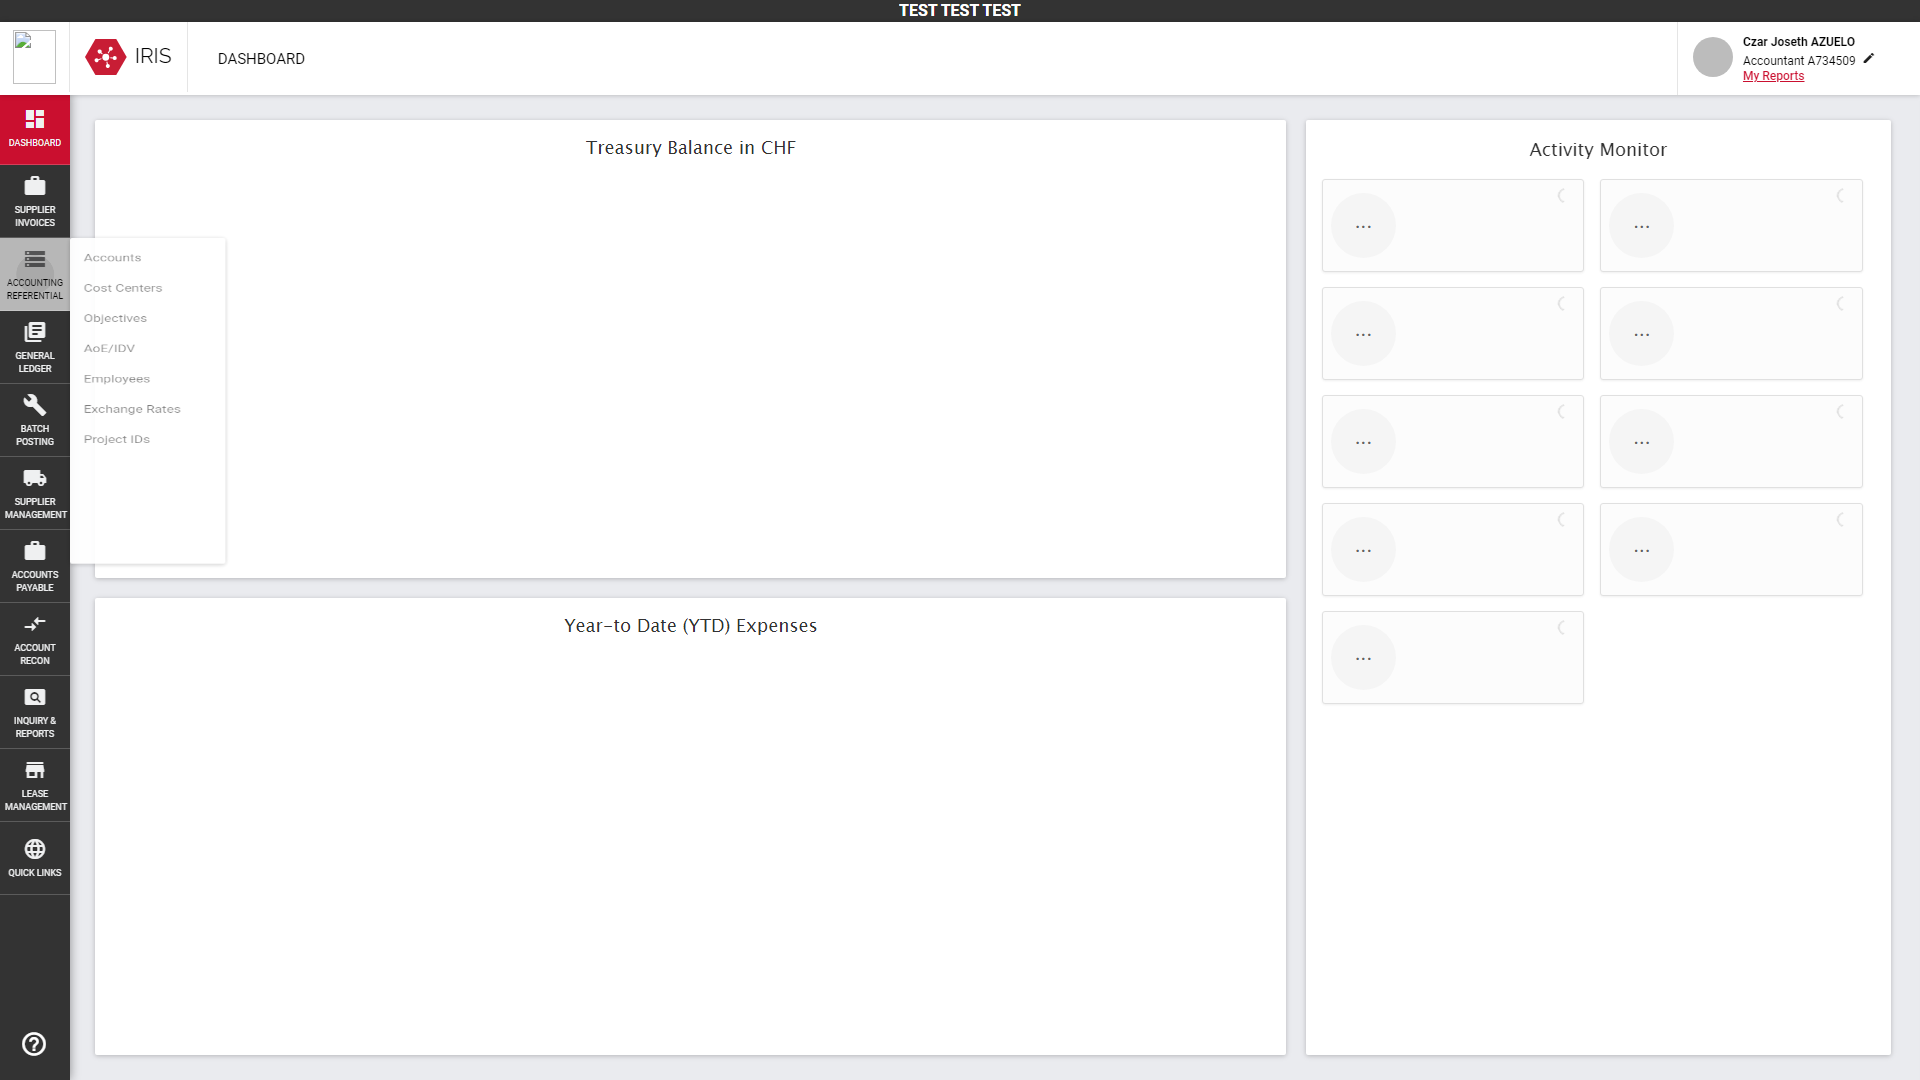 TEST TEST TEST
IRIS
DASHBOARD
Czar Joseth AZUELO
Accountant A734509
My Reports
DASHBOARD
SUPPLIER
INVOICES
ACCOUNTING
REFERENTIAL
GENERAL
LEDGER
BATCH
POSTING
SUPPLIER
MANAGEMENT
ACCOUNTS
PAYABLE
ACCOUNT
RECON
INQUIRY &
REPORTS
LEASE
MANAGEMENT
QUICK LINKS
Accounts
Cost Centers
Objectives
AoE/IDV
Employees
Exchange Rates
Project IDs
Treasury Balance in CHF
Year-to Date (YTD) Expenses
Activity Monitor
...
...
...
...
...
...
...
...
...